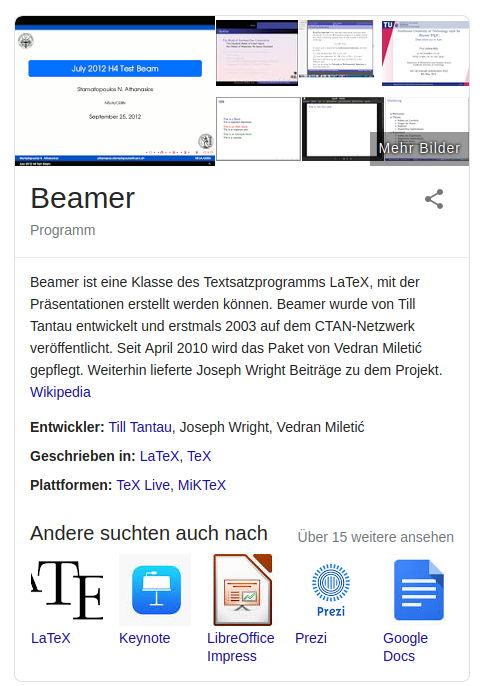 July 2012 H4 Test Beam
Stamatopoulos N. Athanasios
September 25, 2012
Mehr Bilder
Beamer
Programm
Beamer ist eine Klasse des Textsatzprogramms LaTeX, mit der
Präsentationen erstellt werden können. Beamer wurde von Till
Tantau entwickelt und erstmals 2003 auf dem CTAN-Netzwerk
veröffentlicht. Seit April 2010 wird das Paket von Vedran Miletić
gepflegt. Weiterhin lieferte Joseph Wright Beiträge zu dem Projekt.
Wikipedia
Entwickler: Till Tantau, Joseph Wright, Vedran Miletić
Geschrieben in: LaTeX, TeX
Plattformen: TeX Live, MiKTeX
Andere suchten auch nach
Über 15 weitere ansehen
Prezi
LaTeX
Keynote
LibreOffice
Impress
Prezi
Google
Docs